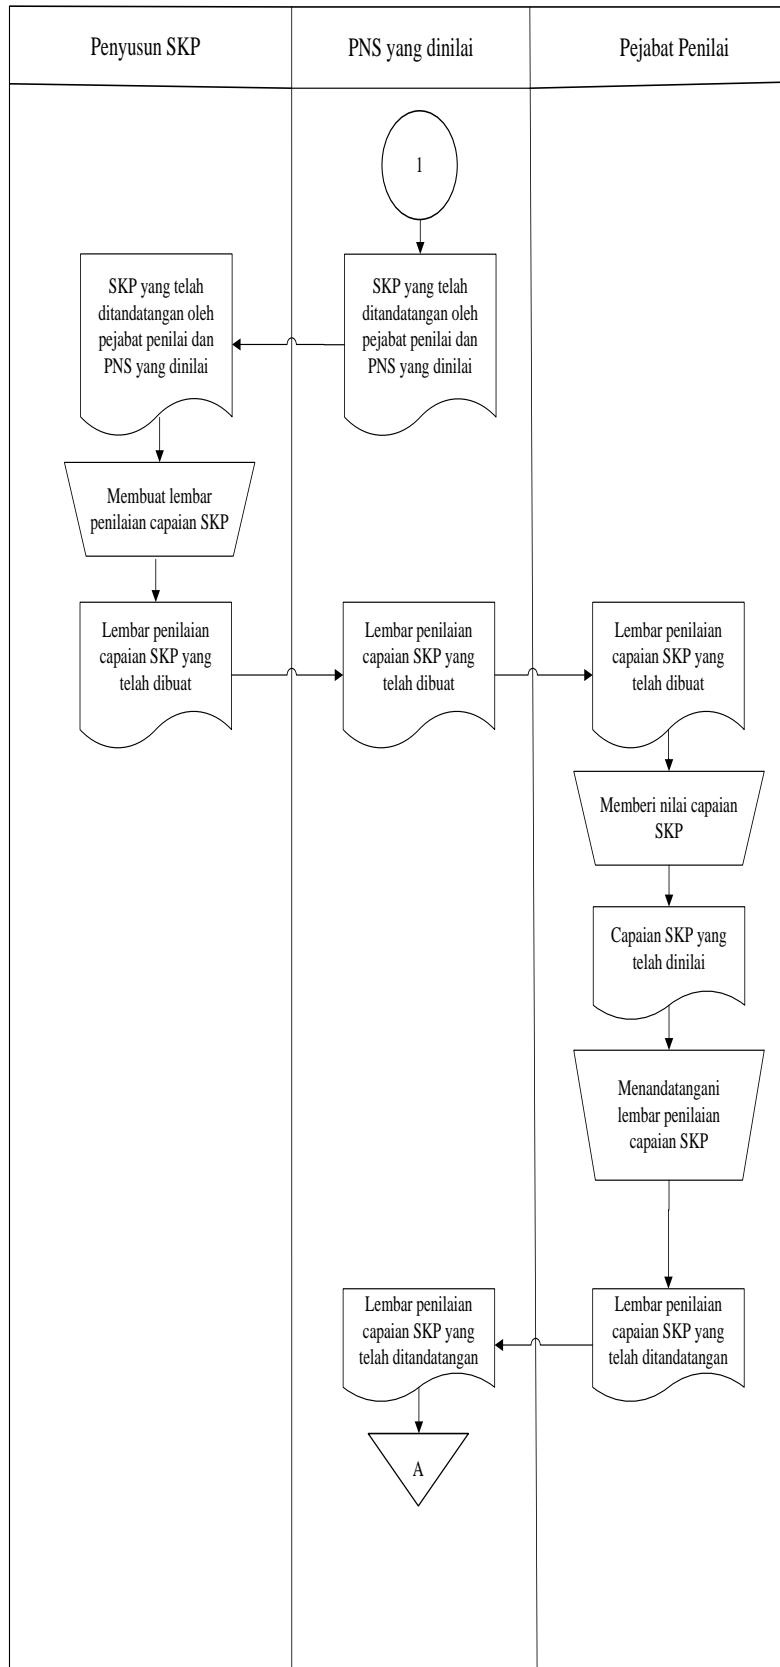 Penyusun SKP
PNS yang dinilai
Pejabat Penilai
1
SKP yang telah
ditandatangan oleh
pejabat penilai dan
PNS yang dinilai
SKP yang telah
ditandatangan oleh
pejabat penilai dan
PNS yang dinilai
Membuat lembar
penilaian capaian SKP
Lembar penilaian
capaian SKP yang
telah dibuat
Lembar penilaian
capaian SKP yang
telah dibuat
Lembar penilaian
capaian SKP yang
telah dibuat
Memberi nilai capaian
SKP
Capaian SKP yang
telah dinilai
Menandatangani
lembar penilaian
capaian SKP
Lembar penilaian
capaian SKP yang
telah ditandatangan
Lembar penilaian
capaian SKP yang
telah ditandatangan
A